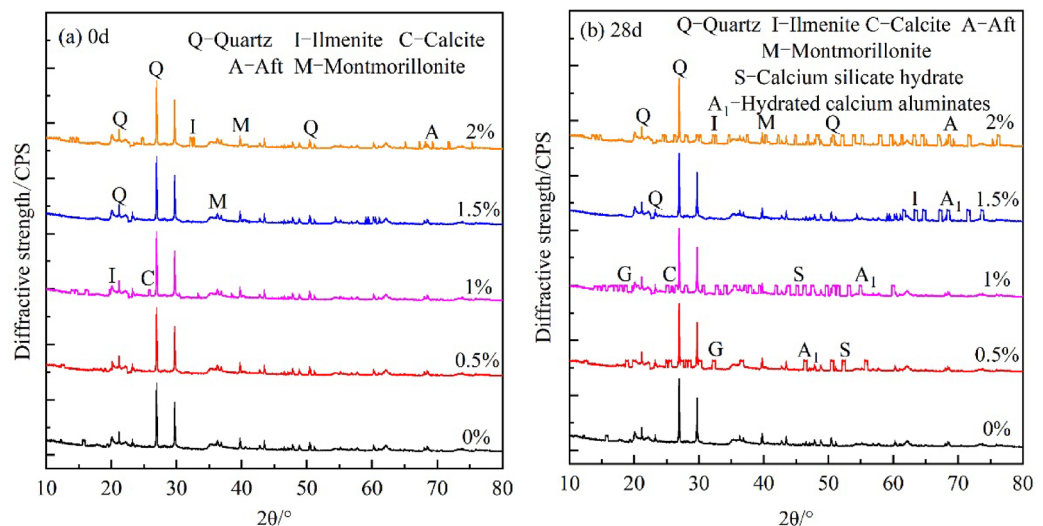 (a) 0d
Q-Quartz I-Ilmenite C-Calcite
A-Aft M-Montmorillonite
Q
Q
I
M
Q
A
2%
Q
M
1.5%
I
C
1%
0.5%
0%
Diffractive strength/CPS
10 20 30 40 50 60 70 80
2θ/°
(b) 28d
Q-Quartz I-Ilmenite C-Calcite A-Aft
M-Montmorillonite
S-Calcium silicate hydrate
A₁-Hydrated calcium aluminates
Q
Q
I
M
Q
A
2%
Q
I
A₁
1.5%
G
C
S
A₁
1%
G
A₁
S
0.5%
0%
Diffractive strength/CPS
10 20 30 40 50 60 70 80
2θ/°